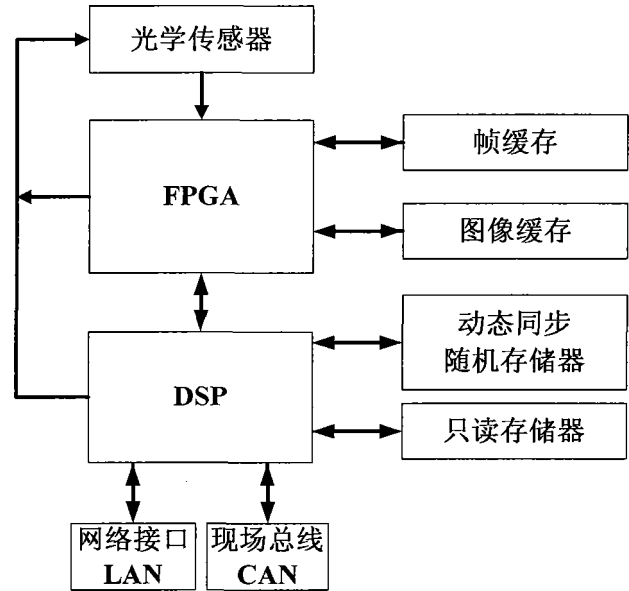 光学传感器
FPGA
帧缓存
图像缓存
DSP
动态同步
随机存储器
只读存储器
网络接口
LAN
现场总线
CAN